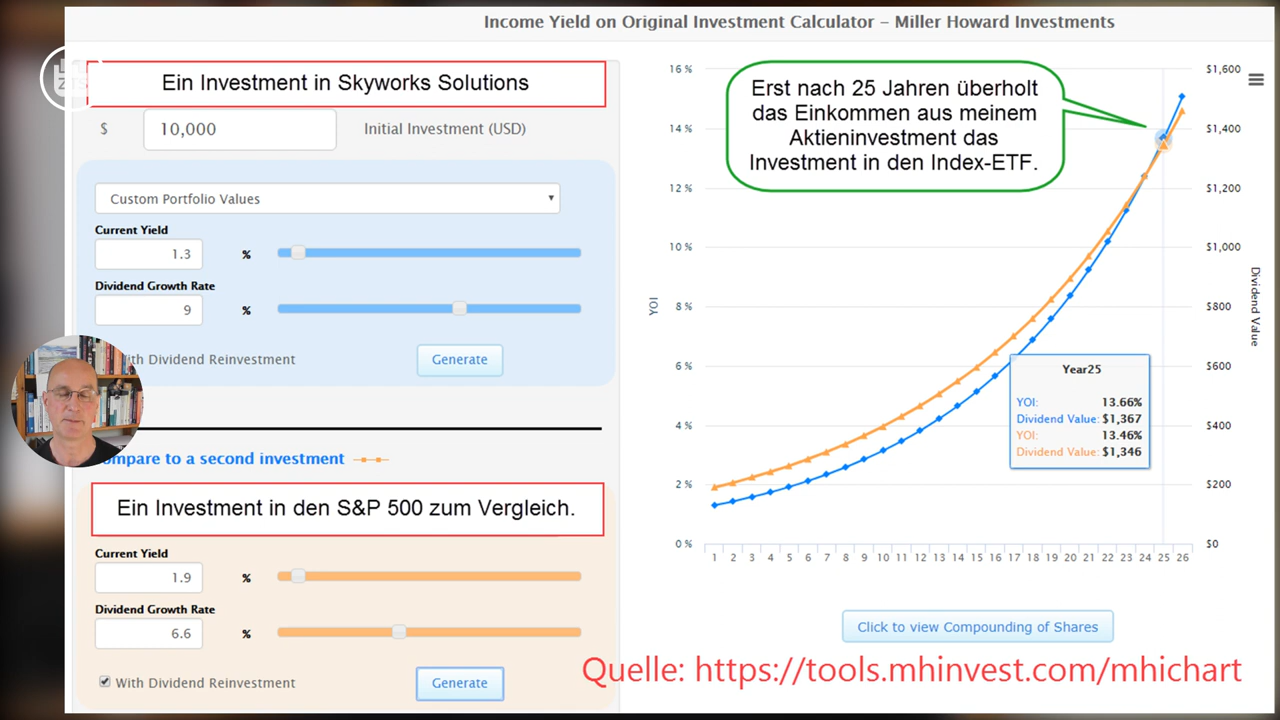 Income Yield on Original Investment Calculator – Miller Howard Investments
Ein Investment in Skyworks Solutions
$ 10,000 Initial Investment (USD)
Custom Portfolio Values
Current Yield
1.3 %
Dividend Growth Rate
9 %
ith Dividend Reinvestment
Generate
ompare to a second investment
Ein Investment in den S&P 500 zum Vergleich.
Current Yield
1.9 %
Dividend Growth Rate
6.6 %
With Dividend Reinvestment
Generate
16 %
14 %
12 %
10 %
8 %
6 %
4 %
2 %
0 %
YOI
Erst nach 25 Jahren überholt
das Einkommen aus meinem
Aktieninvestment das
Investment in den Index-ETF.
Year25
YOI: 13.66%
Dividend Value: $1,367
YOI: 13.46%
Dividend Value: $1,346
$1,600
$1,400
$1,200
$1,000
$800
$600
$400
$200
$0
Dividend Value
1 2 3 4 5 6 7 8 9 10 11 12 13 14 15 16 17 18 19 20 21 22 23 24 25 26
Click to view Compounding of Shares
Quelle: https://tools.mhinvest.com/mhichart